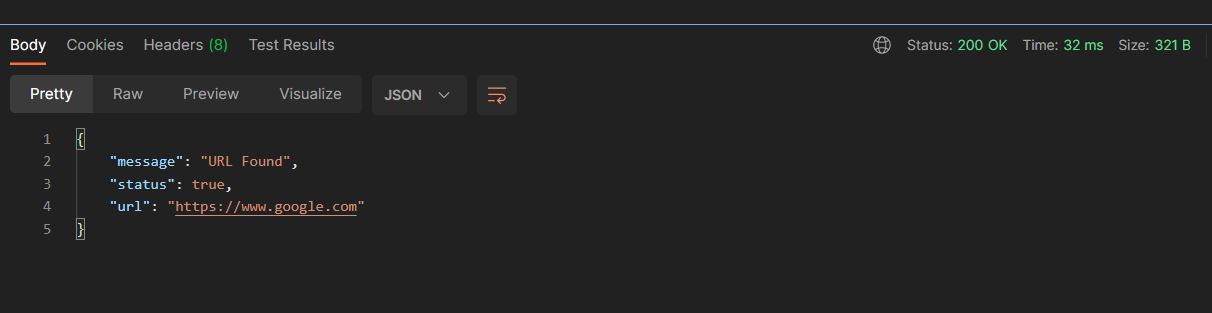 Body Cookies Headers (8) Test Results Status: 200 OK Time: 32 ms Size: 321 B
Pretty Raw Preview Visualize JSON
1 {
2 "message": "URL Found",
3 "status": true,
4 "url": "https://www.google.com"
5 }